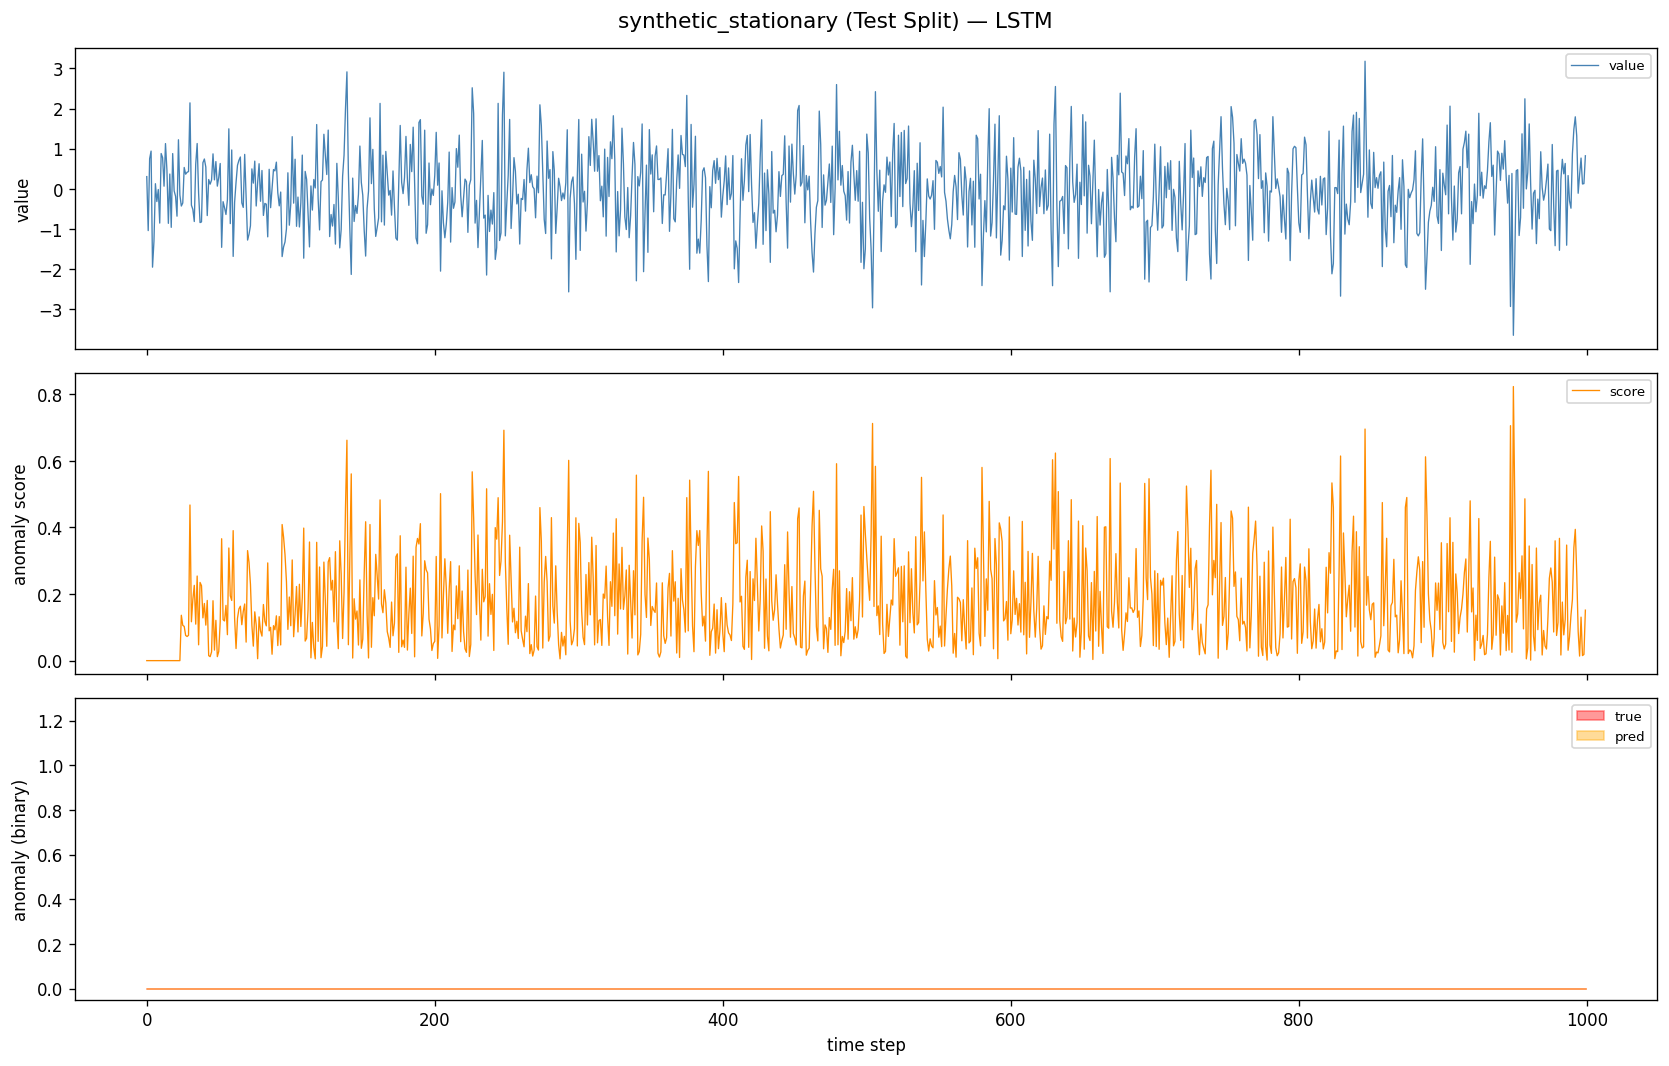 synthetic_stationary (Test Split) — LSTM
value
3
2
1
0
−1
−2
−3
value
score
0.8
0.6
0.4
0.2
0.0
anomaly score
true
pred
1.2
1.0
0.8
0.6
0.4
0.2
0.0
anomaly (binary)
0 200 400 600 800 1000
time step